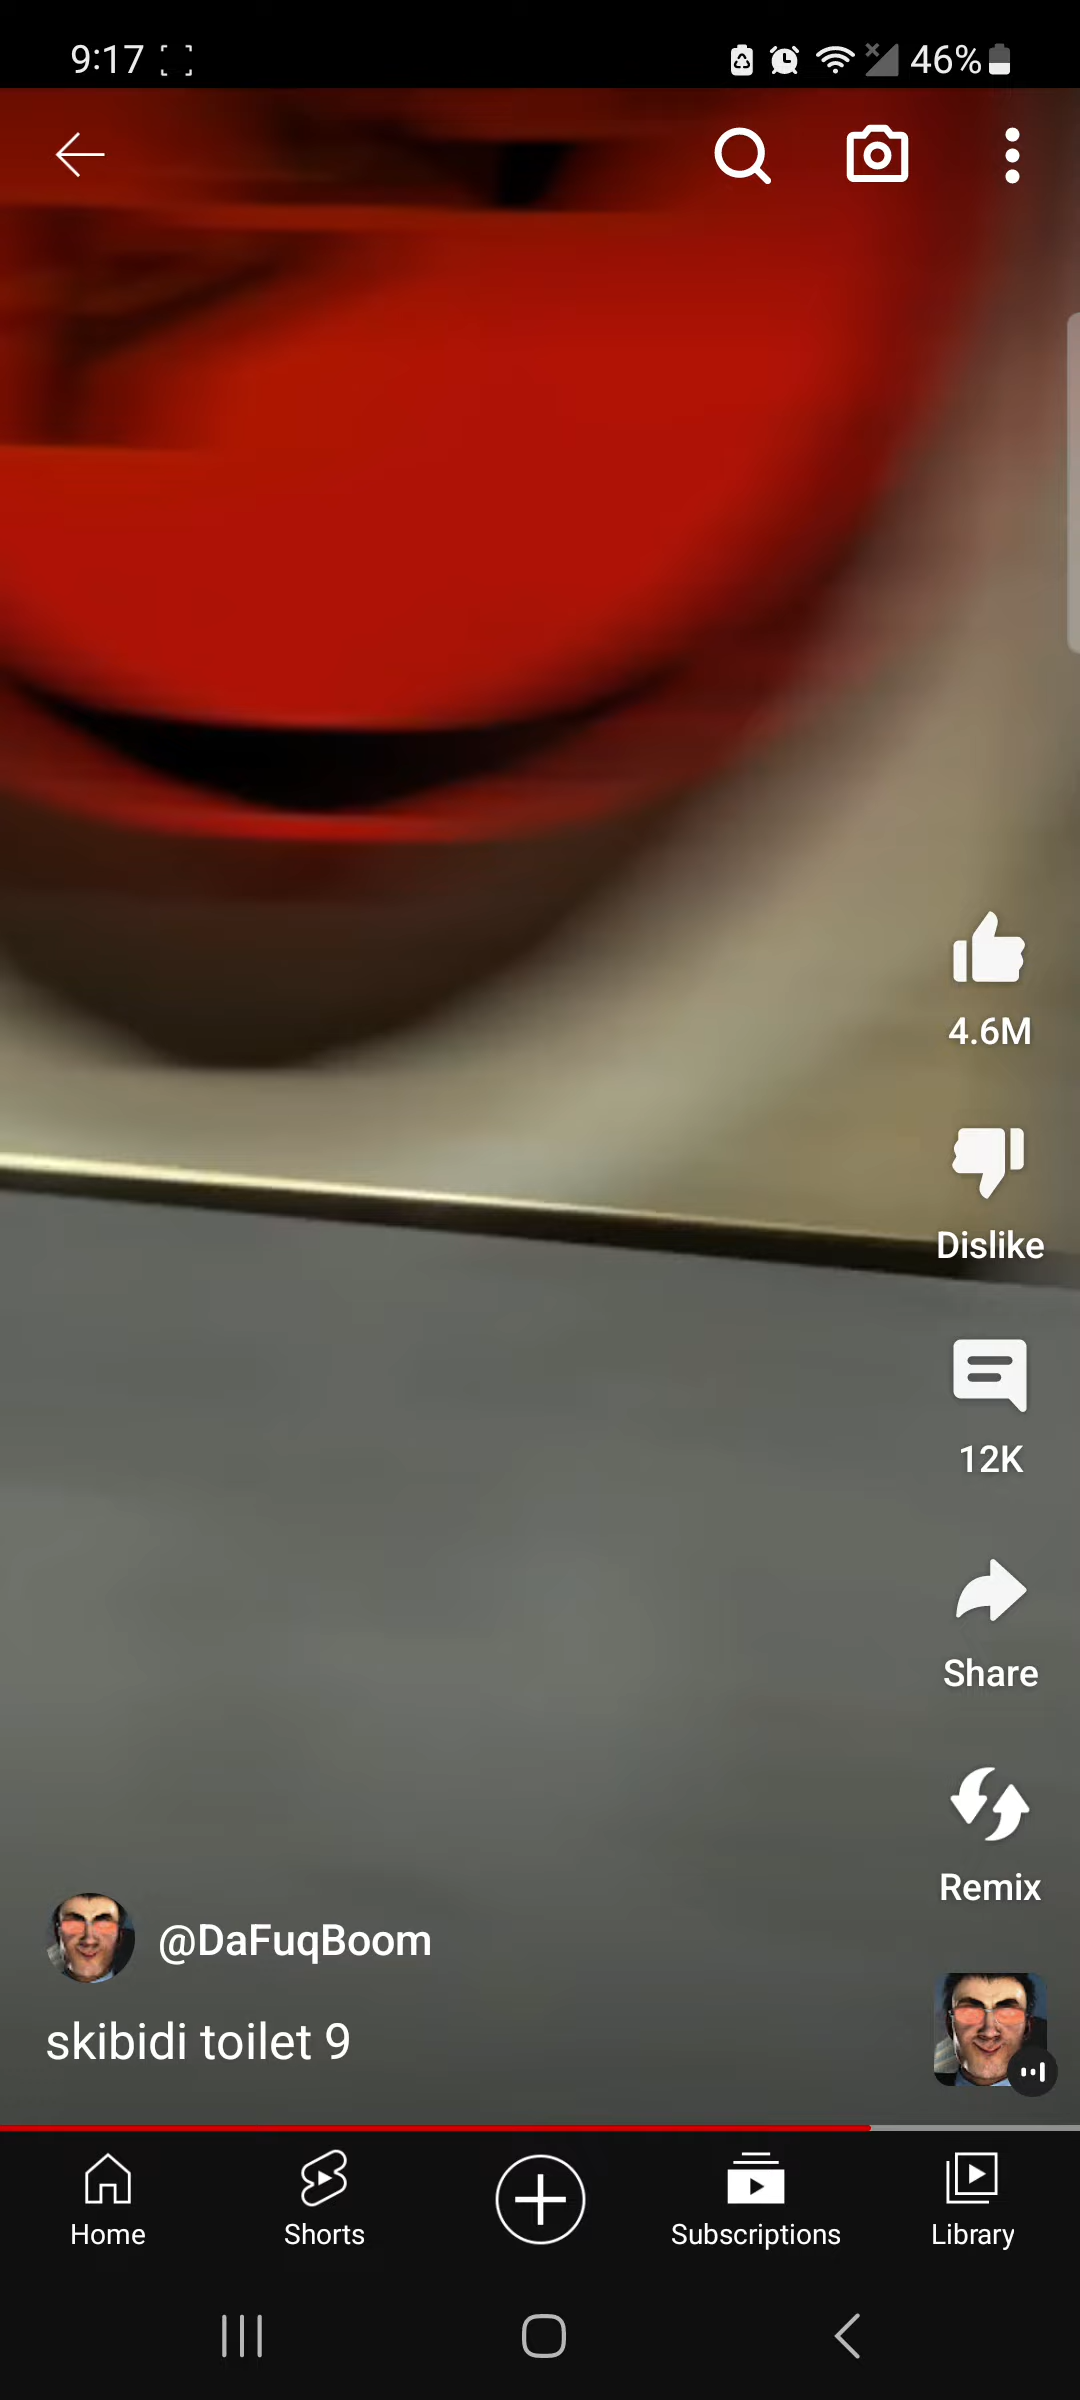 9:17
46%
4.6M
Dislike
12K
Share
Remix
@DaFuqBoom
skibidi toilet 9
Home
Shorts
Subscriptions
Library